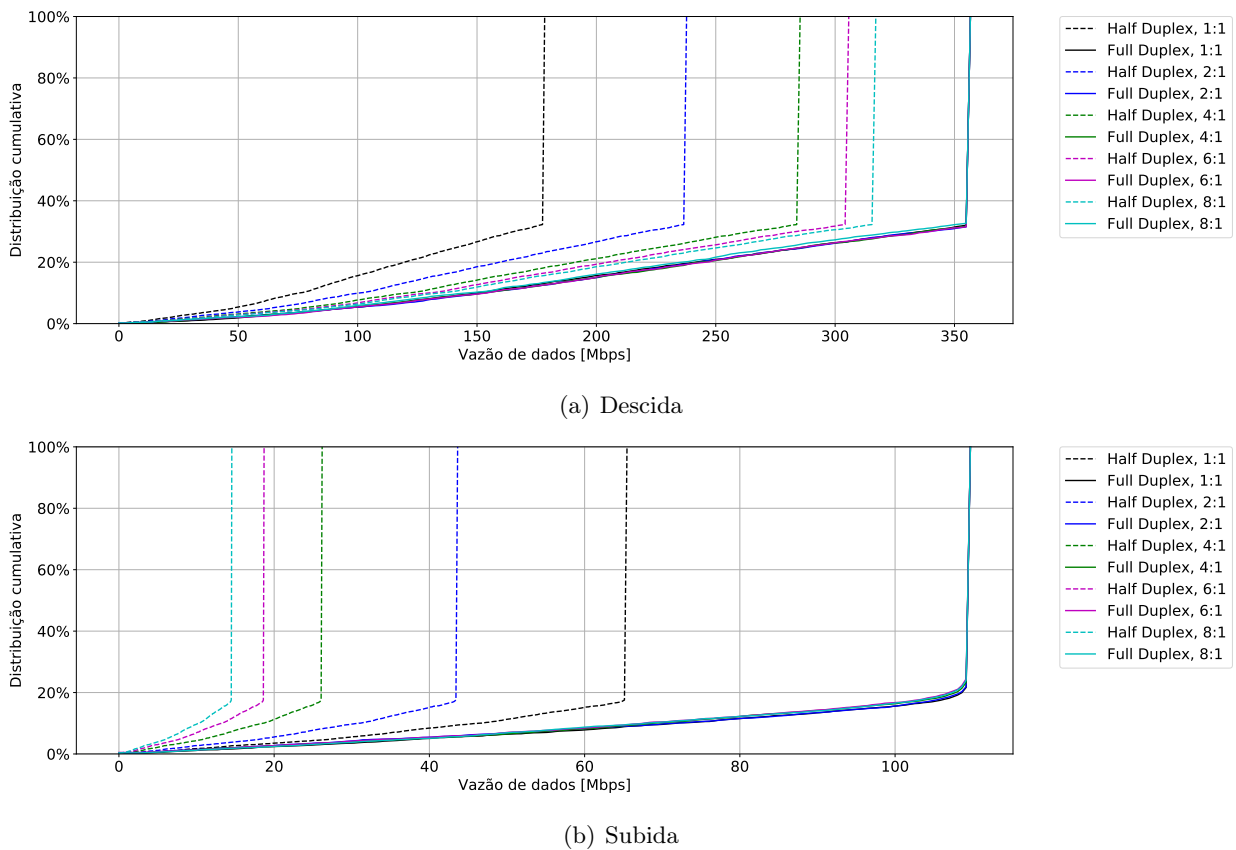 100%
80%
60%
40%
20%
0%
Distribuição cumulativa
0 50 100 150 200 250 300 350
Vazão de dados [Mbps]
Half Duplex, 1:1
Full Duplex, 1:1
Half Duplex, 2:1
Full Duplex, 2:1
Half Duplex, 4:1
Full Duplex, 4:1
Half Duplex, 6:1
Full Duplex, 6:1
Half Duplex, 8:1
Full Duplex, 8:1
(a) Descida
100%
80%
60%
40%
20%
0%
Distribuição cumulativa
0 20 40 60 80 100
Vazão de dados [Mbps]
Half Duplex, 1:1
Full Duplex, 1:1
Half Duplex, 2:1
Full Duplex, 2:1
Half Duplex, 4:1
Full Duplex, 4:1
Half Duplex, 6:1
Full Duplex, 6:1
Half Duplex, 8:1
Full Duplex, 8:1
(b) Subida